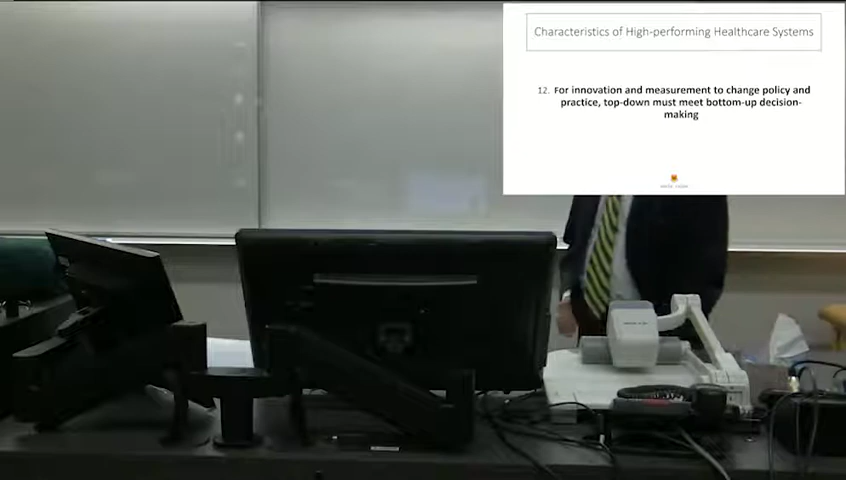 Characteristics of High-performing Healthcare Systems
12. For innovation and measurement to change policy and
practice, top-down must meet bottom-up decision-
making